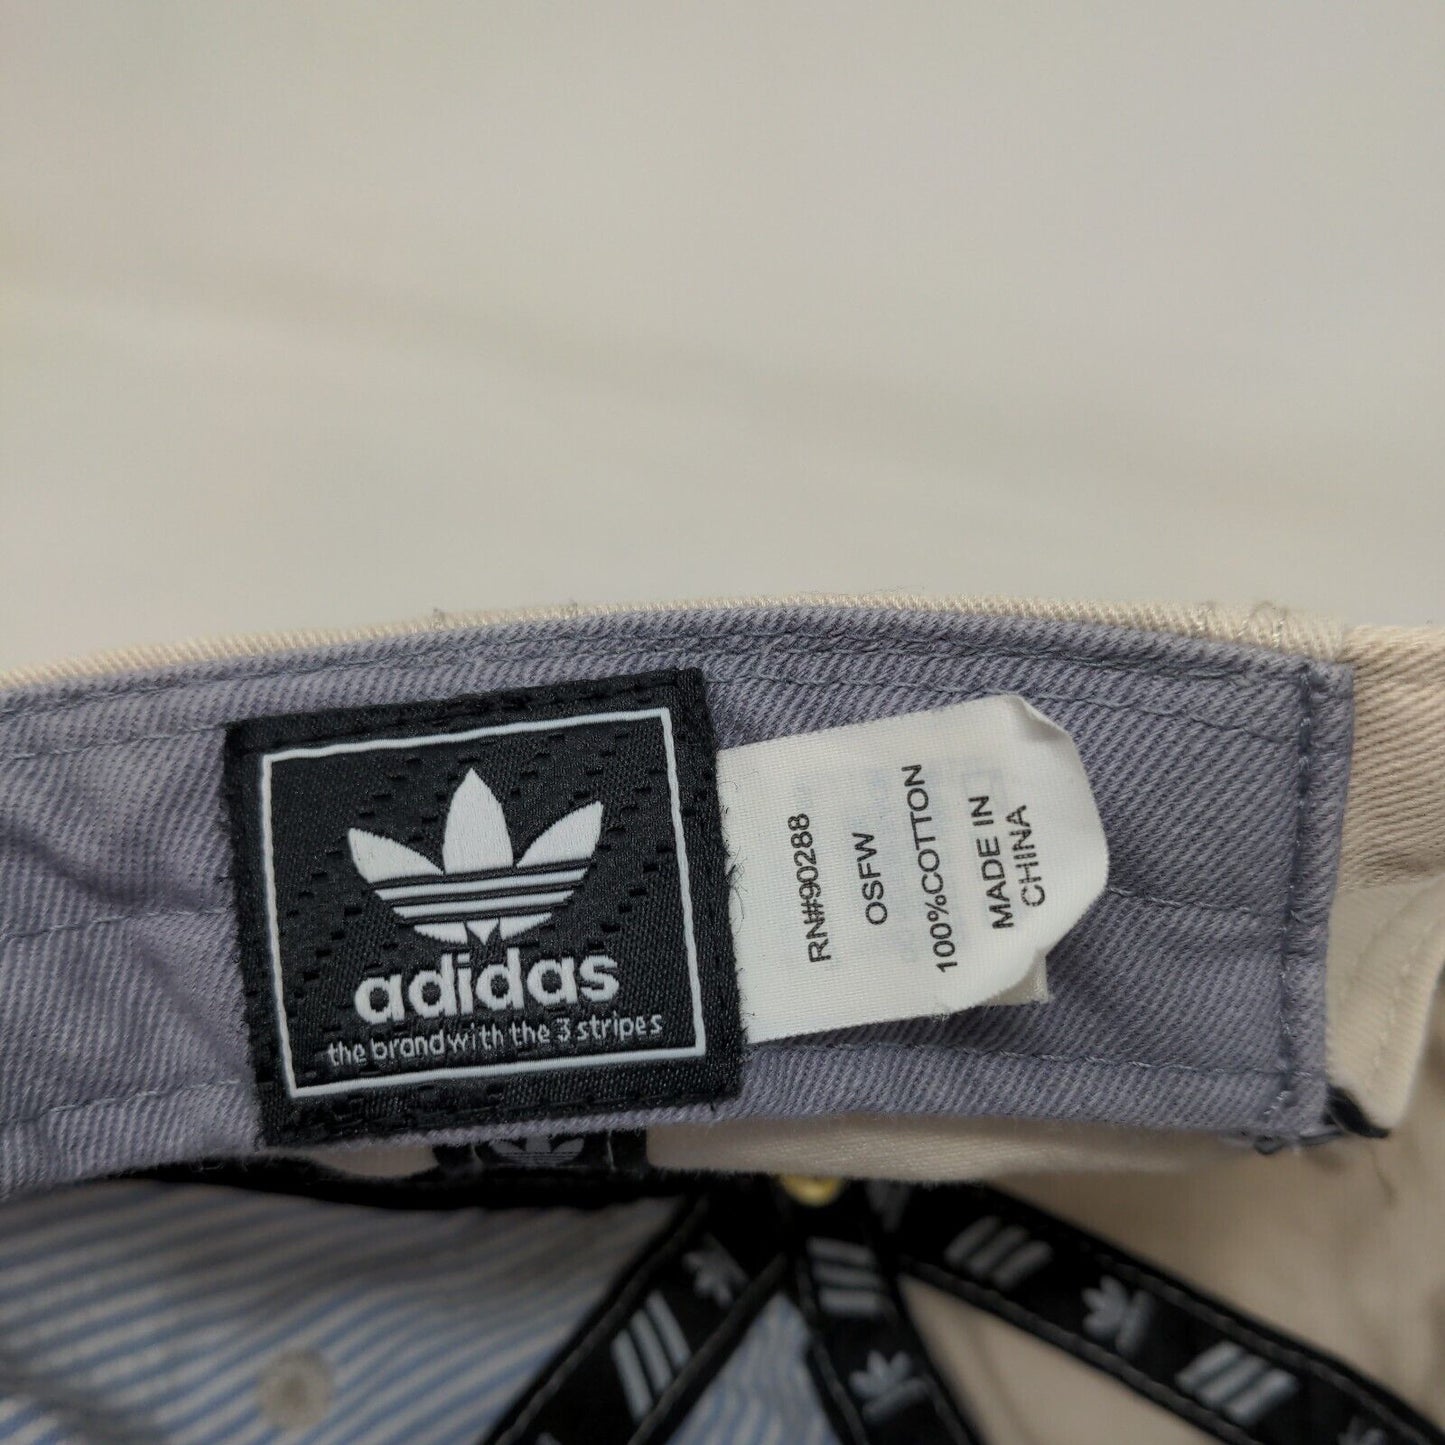 adidas
the brand with the 3 stripes
RN#90288
OSFW
100%COTTON
MADE IN
CHINA